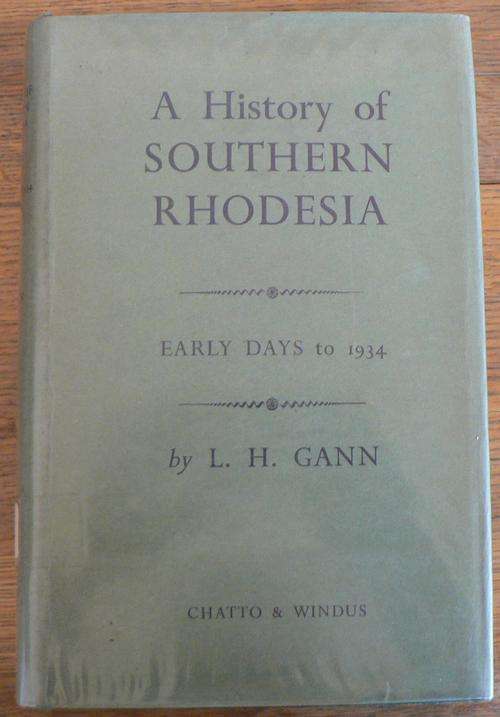 A History of
SOUTHERN
RHODESIA
EARLY DAYS to 1934
by L. H. GANN
CHATTO & WINDUS